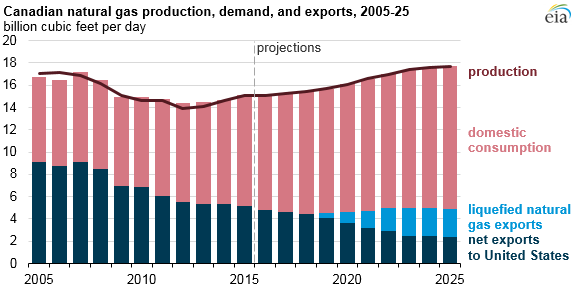 Canadian natural gas production, demand, and exports, 2005-25
billion cubic feet per day
eia
20
18
16
14
12
10
8
6
4
2
0
projections
production
domestic
consumption
liquefied natural
gas exports
net exports
to United States
2005
2010
2015
2020
2025